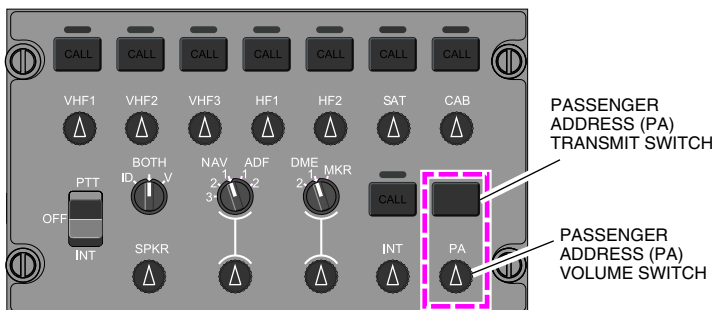 CALL CALL CALL CALL CALL CALL CALL
VHF1 VHF2 VHF3 HF1 HF2 SAT CAB
PASSENGER
ADDRESS (PA)
TRANSMIT SWITCH
PTT
OFF
INT
BOTH
ID V
NAV ADF
3 2 1 1 2
DME MKR
2 1
CALL
SPKR INT PA
PASSENGER
ADDRESS (PA)
VOLUME SWITCH